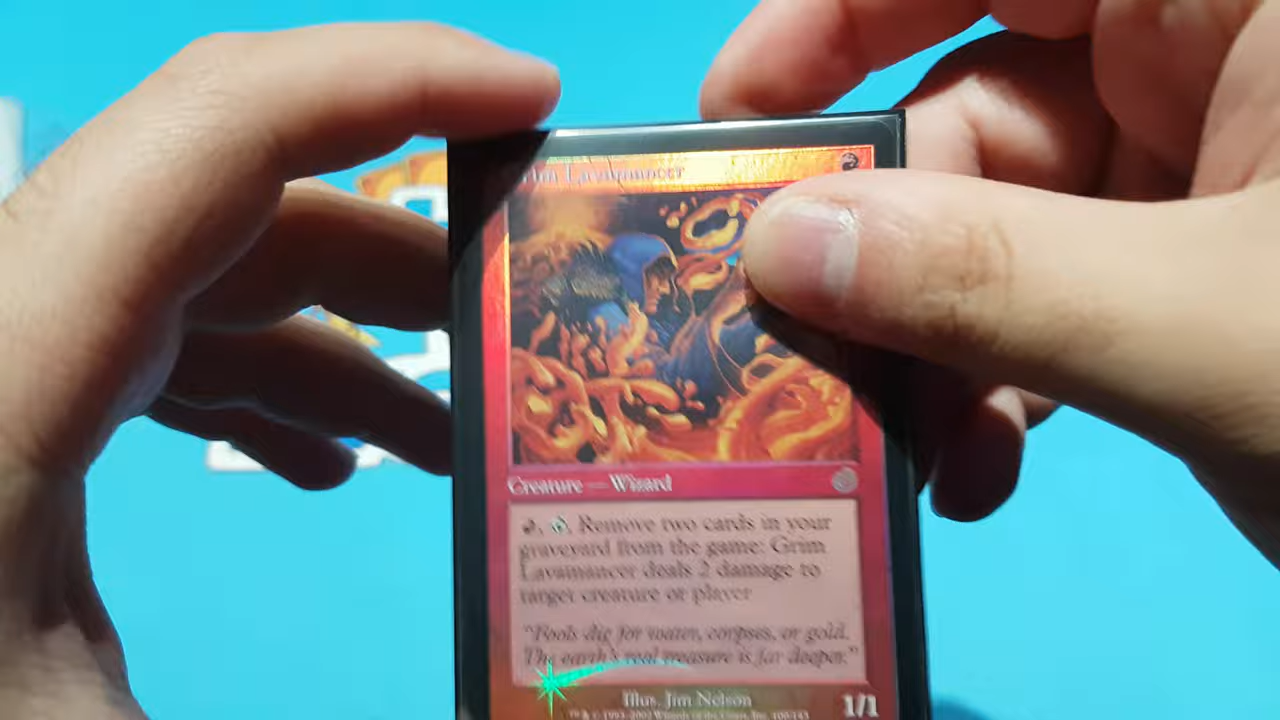 Grim Lavamancer
Creature — Wizard
, . Remove two cards in your
graveyard from the game: Grim
Lavamancer deals 2 damage to
target creature or player
"Fools dig for water, corpses, or gold.
The earth's real treasure is far deeper."
Illus. Jim Nelson
1/1